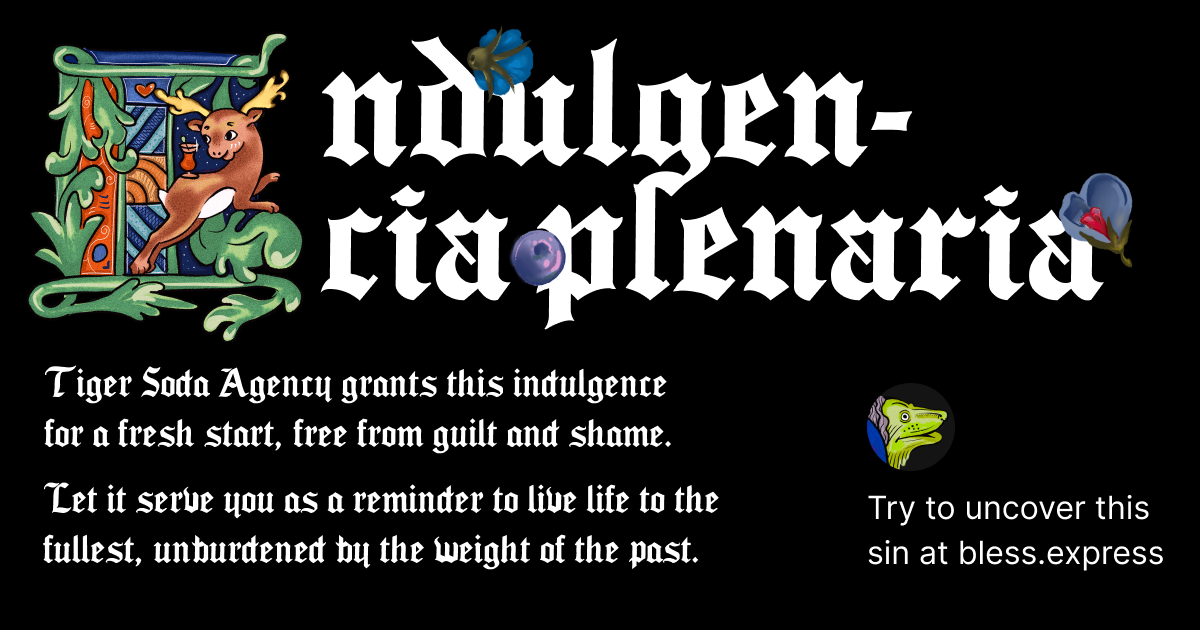 Indulgen-
cia plenaria
Tiger Soda Agency grants this indulgence
for a fresh start, free from guilt and shame.
Let it serve you as a reminder to live life to the
fullest, unburdened by the weight of the past.
Try to uncover this
sin at bless.express